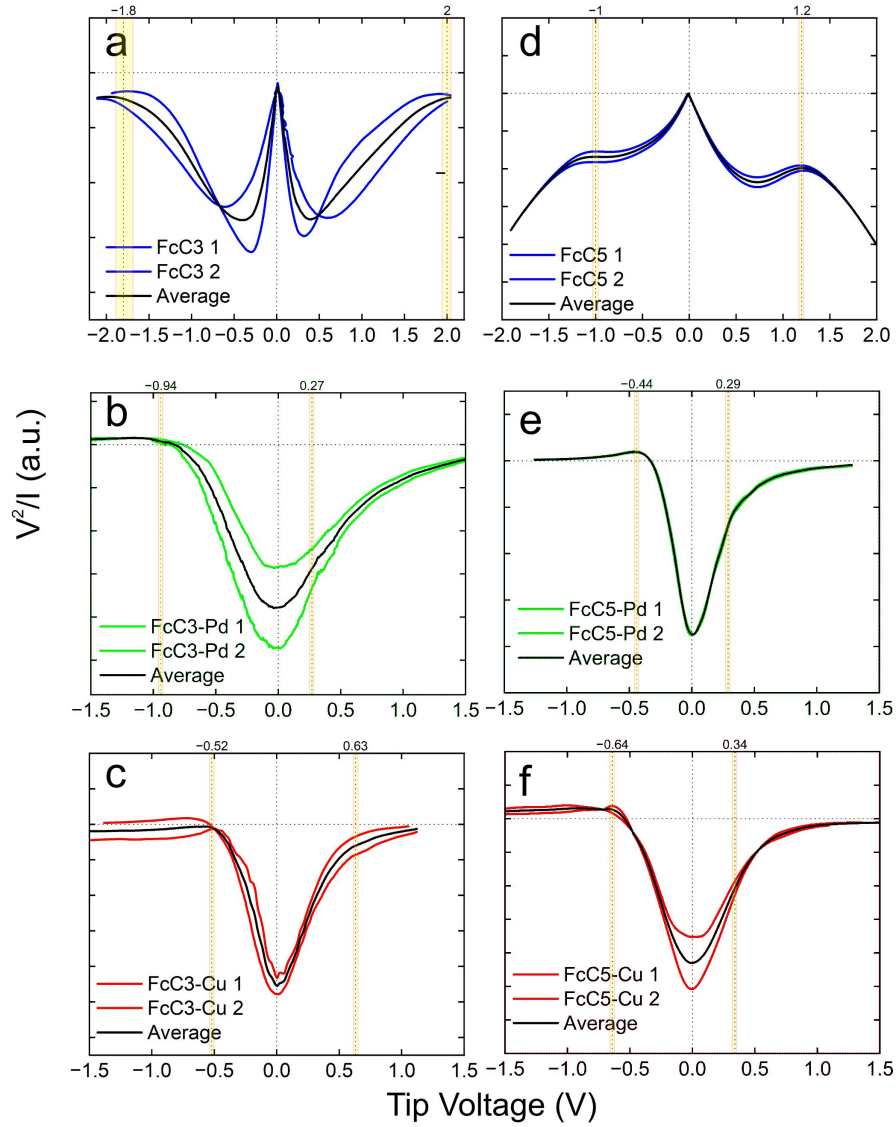 −1.8 2
a
FcC3 1
FcC3 2
Average
−2.0 −1.5 −1.0 −0.5 0.0 0.5 1.0 1.5 2.0
−1 1.2
d
FcC5 1
FcC5 2
Average
−2.0 −1.5 −1.0 −0.5 0.0 0.5 1.0 1.5 2.0
−0.94 0.27
b
FcC3-Pd 1
FcC3-Pd 2
Average
−1.5 −1.0 −0.5 0.0 0.5 1.0 1.5
−0.44 0.29
e
FcC5-Pd 1
FcC5-Pd 2
Average
−1.5 −1.0 −0.5 0.0 0.5 1.0 1.5
−0.52 0.63
c
FcC3-Cu 1
FcC3-Cu 2
Average
−1.5 −1.0 −0.5 0.0 0.5 1.0 1.5
−0.64 0.34
f
FcC5-Cu 1
FcC5-Cu 2
Average
−1.5 −1.0 −0.5 0.0 0.5 1.0 1.5
V²/I (a.u.)
Tip Voltage (V)